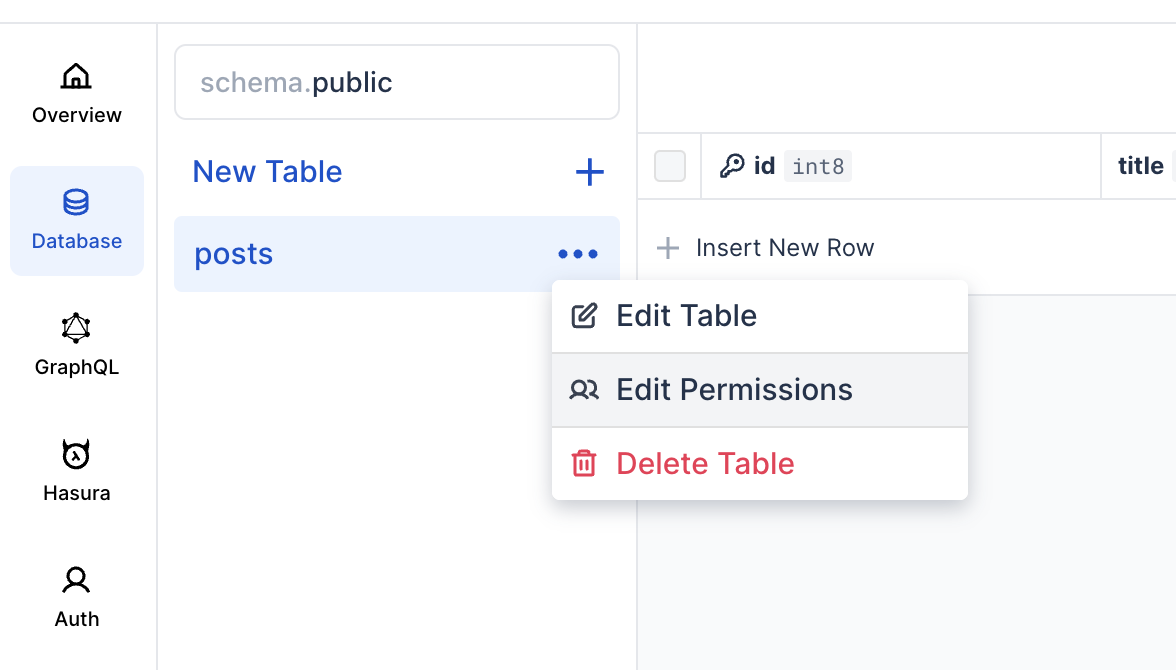 Overview
Database
GraphQL
Hasura
Auth
schema.public
New Table
posts
id int8
title
Insert New Row
Edit Table
Edit Permissions
Delete Table